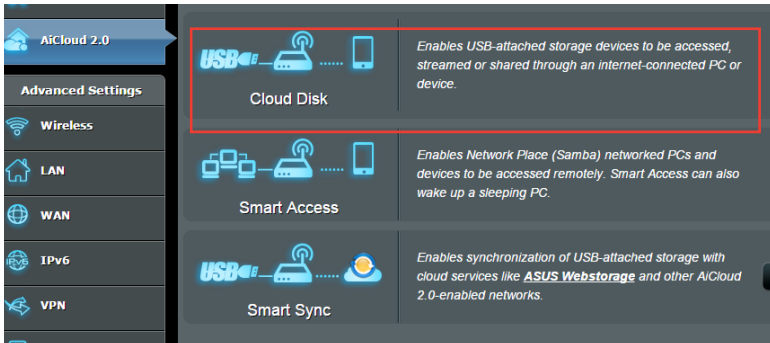 AiCloud 2.0
Advanced Settings
Wireless
LAN
WAN
IPv6
IPv6
VPN
USB
Cloud Disk
Enables USB-attached storage devices to be accessed,
streamed or shared through an internet-connected PC or
device.
Smart Access
Enables Network Place (Samba) networked PCs and
devices to be accessed remotely. Smart Access can also
wake up a sleeping PC.
USB
Smart Sync
Enables synchronization of USB-attached storage with
cloud services like ASUS Webstorage and other AiCloud
2.0-enabled networks.